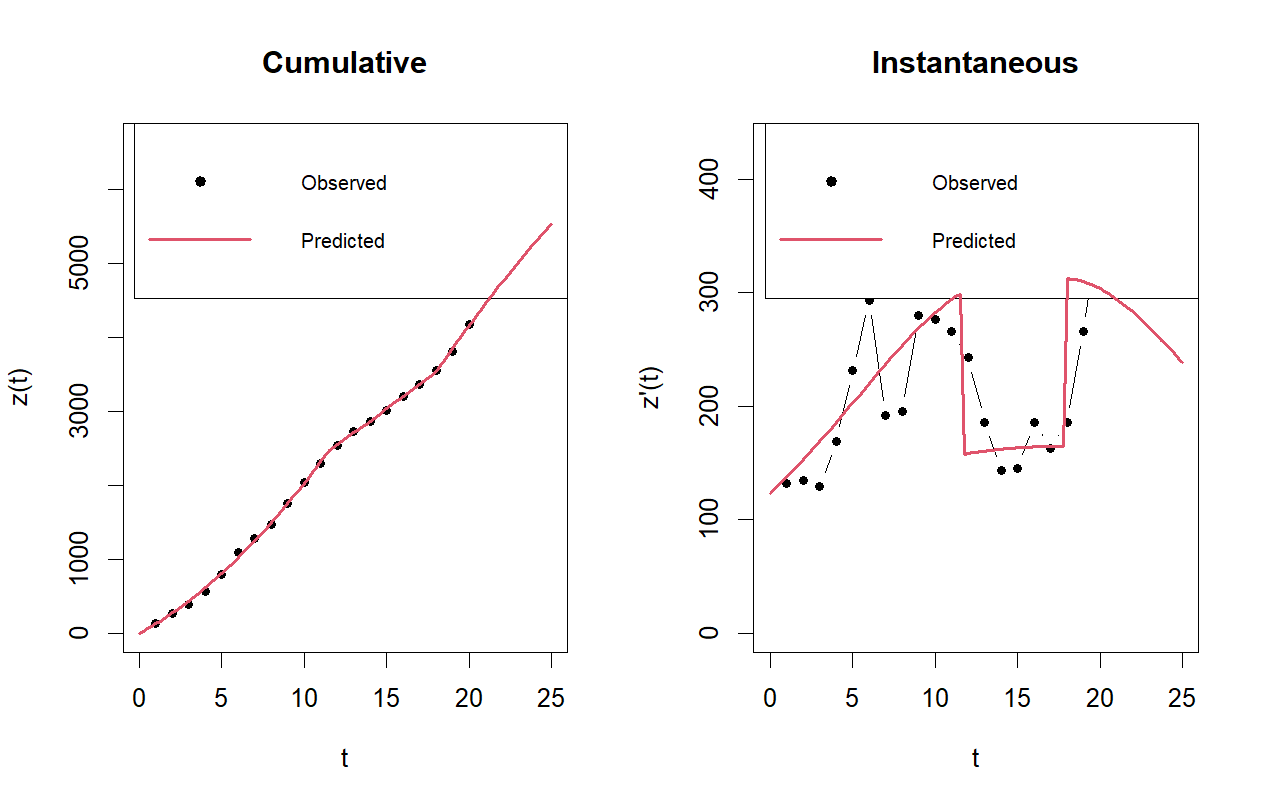 Cumulative
Observed
Predicted
z(t)
5000
3000
1000
0
0 5 10 15 20 25
t
Instantaneous
Observed
Predicted
z'(t)
400
300
200
100
0
0 5 10 15 20 25
t